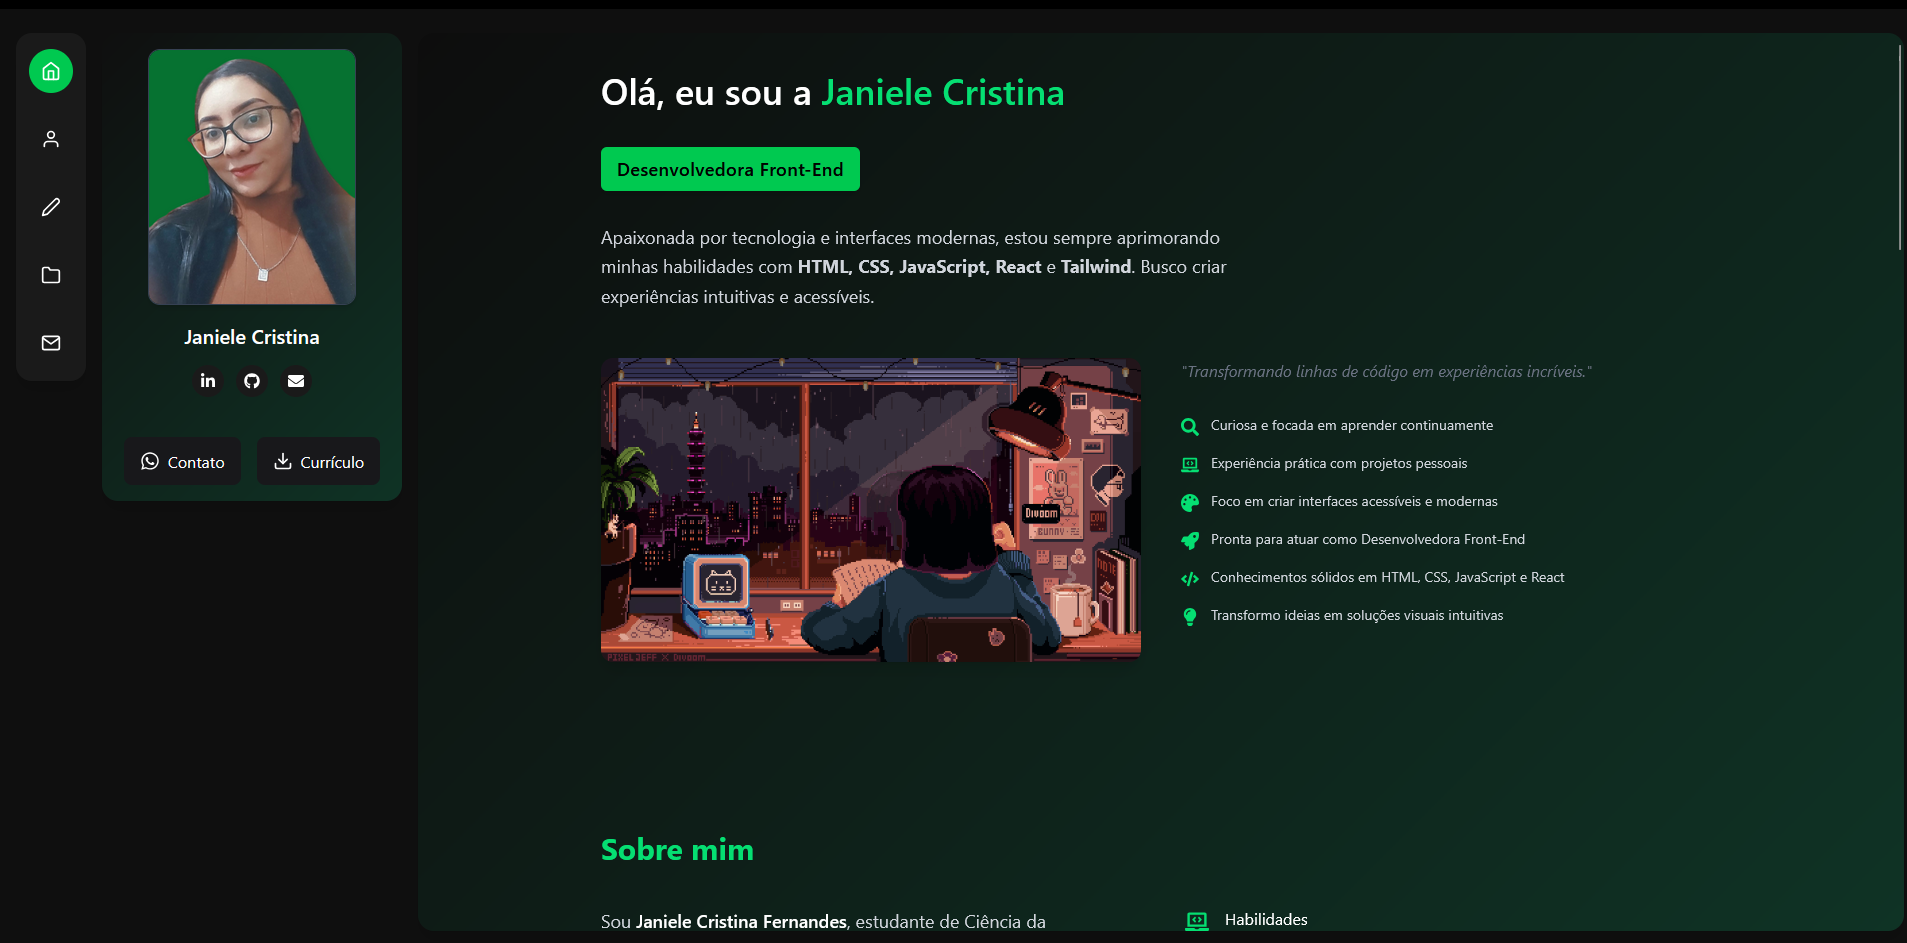 Janiele Cristina
Contato
Currículo
Olá, eu sou a Janiele Cristina
Desenvolvedora Front-End
Apaixonada por tecnologia e interfaces modernas, estou sempre aprimorando
minhas habilidades com HTML, CSS, JavaScript, React e Tailwind. Busco criar
experiências intuitivas e acessíveis.
Divoom
BUNNY
PIXEL JEFF X Divoom
"Transformando linhas de código em experiências incríveis."
Curiosa e focada em aprender continuamente
Experiência prática com projetos pessoais
Foco em criar interfaces acessíveis e modernas
Pronta para atuar como Desenvolvedora Front-End
Conhecimentos sólidos em HTML, CSS, JavaScript e React
Transformo ideias em soluções visuais intuitivas
Sobre mim
Sou Janiele Cristina Fernandes, estudante de Ciência da
Habilidades